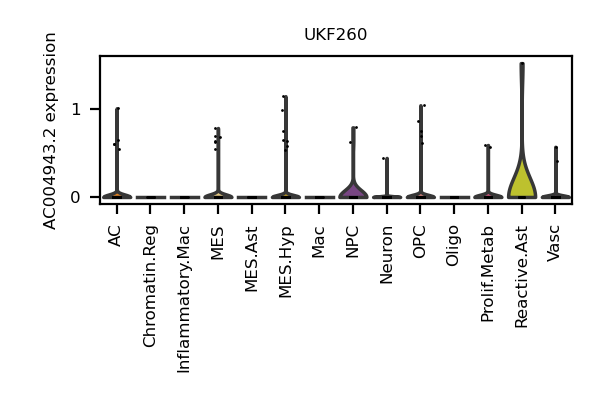 UKF260
AC004943.2 expression
1
0
AC
Chromatin.Reg
Inflammatory.Mac
MES
MES.Ast
MES.Hyp
Mac
NPC
Neuron
OPC
Oligo
Prolif.Metab
Reactive.Ast
Vasc